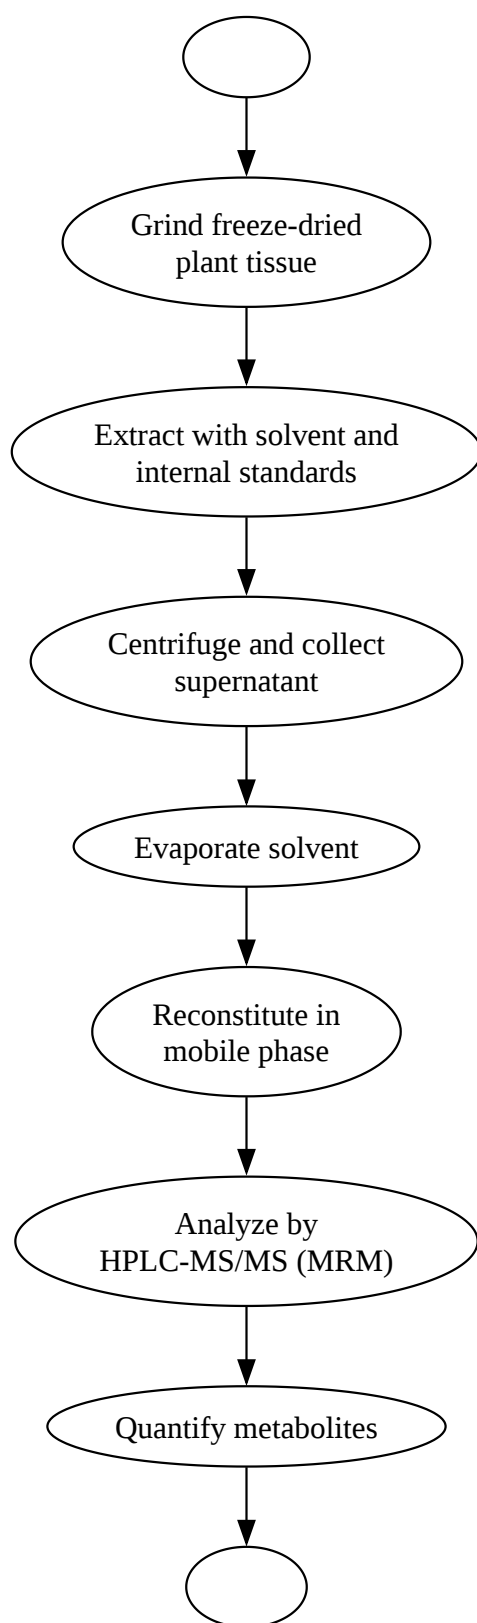 Grind freeze-dried
plant tissue
Extract with solvent and
internal standards
Centrifuge and collect
supernatant
Evaporate solvent
Reconstitute in
mobile phase
Analyze by
HPLC-MS/MS (MRM)
Quantify metabolites